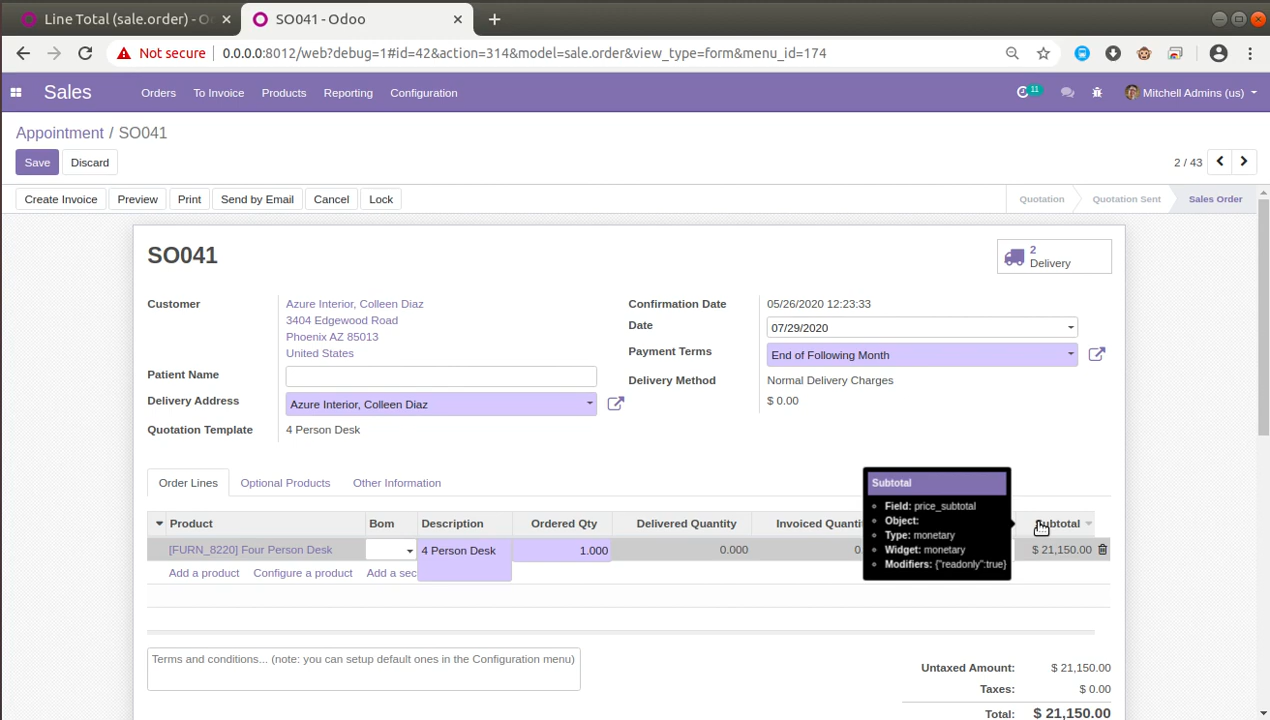 Line Total (sale.order) - O
SO041 - Odoo
Not secure
0.0.0.0:8012/web?debug=1#id=42&action=314&model=sale.order&view_type=form&menu_id=174
Sales
Orders
To Invoice
Products
Reporting
Configuration
11
Mitchell Admins (us)
Appointment / SO041
Save
Discard
2 / 43
Create Invoice
Preview
Print
Send by Email
Cancel
Lock
Quotation
Quotation Sent
Sales Order
SO041
2
Delivery
Customer
Azure Interior, Colleen Diaz
3404 Edgewood Road
Phoenix AZ 85013
United States
Patient Name
Delivery Address
Azure Interior, Colleen Diaz
Quotation Template
4 Person Desk
Confirmation Date
05/26/2020 12:23:33
Date
07/29/2020
Payment Terms
End of Following Month
Delivery Method
Normal Delivery Charges
$ 0.00
Order Lines
Optional Products
Other Information
Subtotal
Field: price_subtotal
Object:
Type: monetary
Widget: monetary
Modifiers: {"readonly":true}
Product
Bom
Description
Ordered Qty
Delivered Quantity
Invoiced Quanti
ubtotal
[FURN_8220] Four Person Desk
4 Person Desk
1.000
0.000
0.
$ 21,150.00
Add a product
Configure a product
Add a sec
Terms and conditions... (note: you can setup default ones in the Configuration menu)
Untaxed Amount:
$ 21,150.00
Taxes:
$ 0.00
Total:
$ 21,150.00